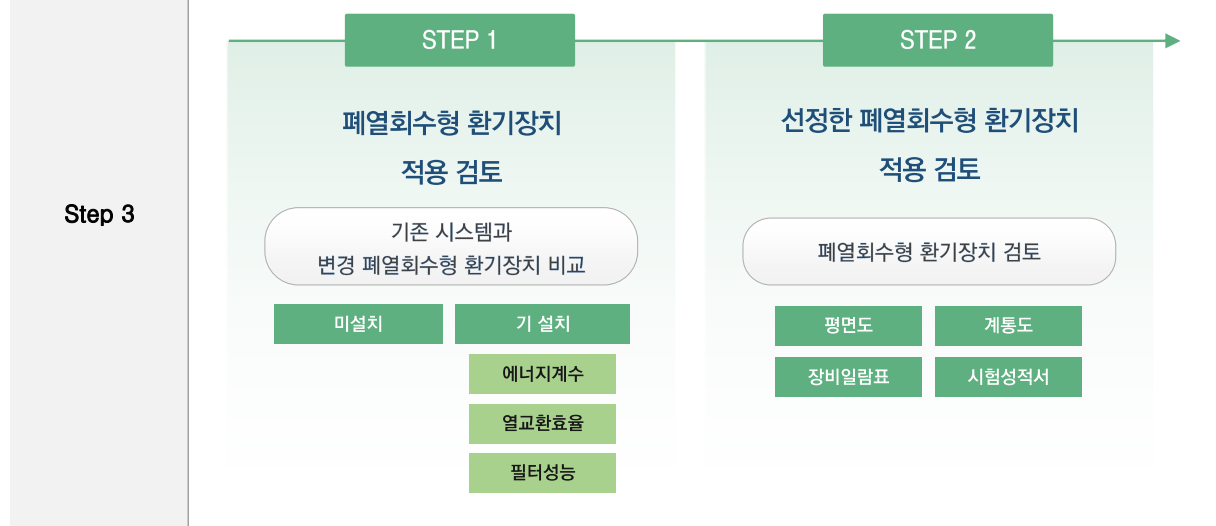 Step 3
STEP 1
폐열회수형 환기장치
적용 검토
기존 시스템과
변경 폐열회수형 환기장치 비교
미설치
기 설치
에너지계수
열교환효율
필터성능
STEP 2
선정한 폐열회수형 환기장치
적용 검토
폐열회수형 환기장치 검토
평면도
계통도
장비일람표
시험성적서